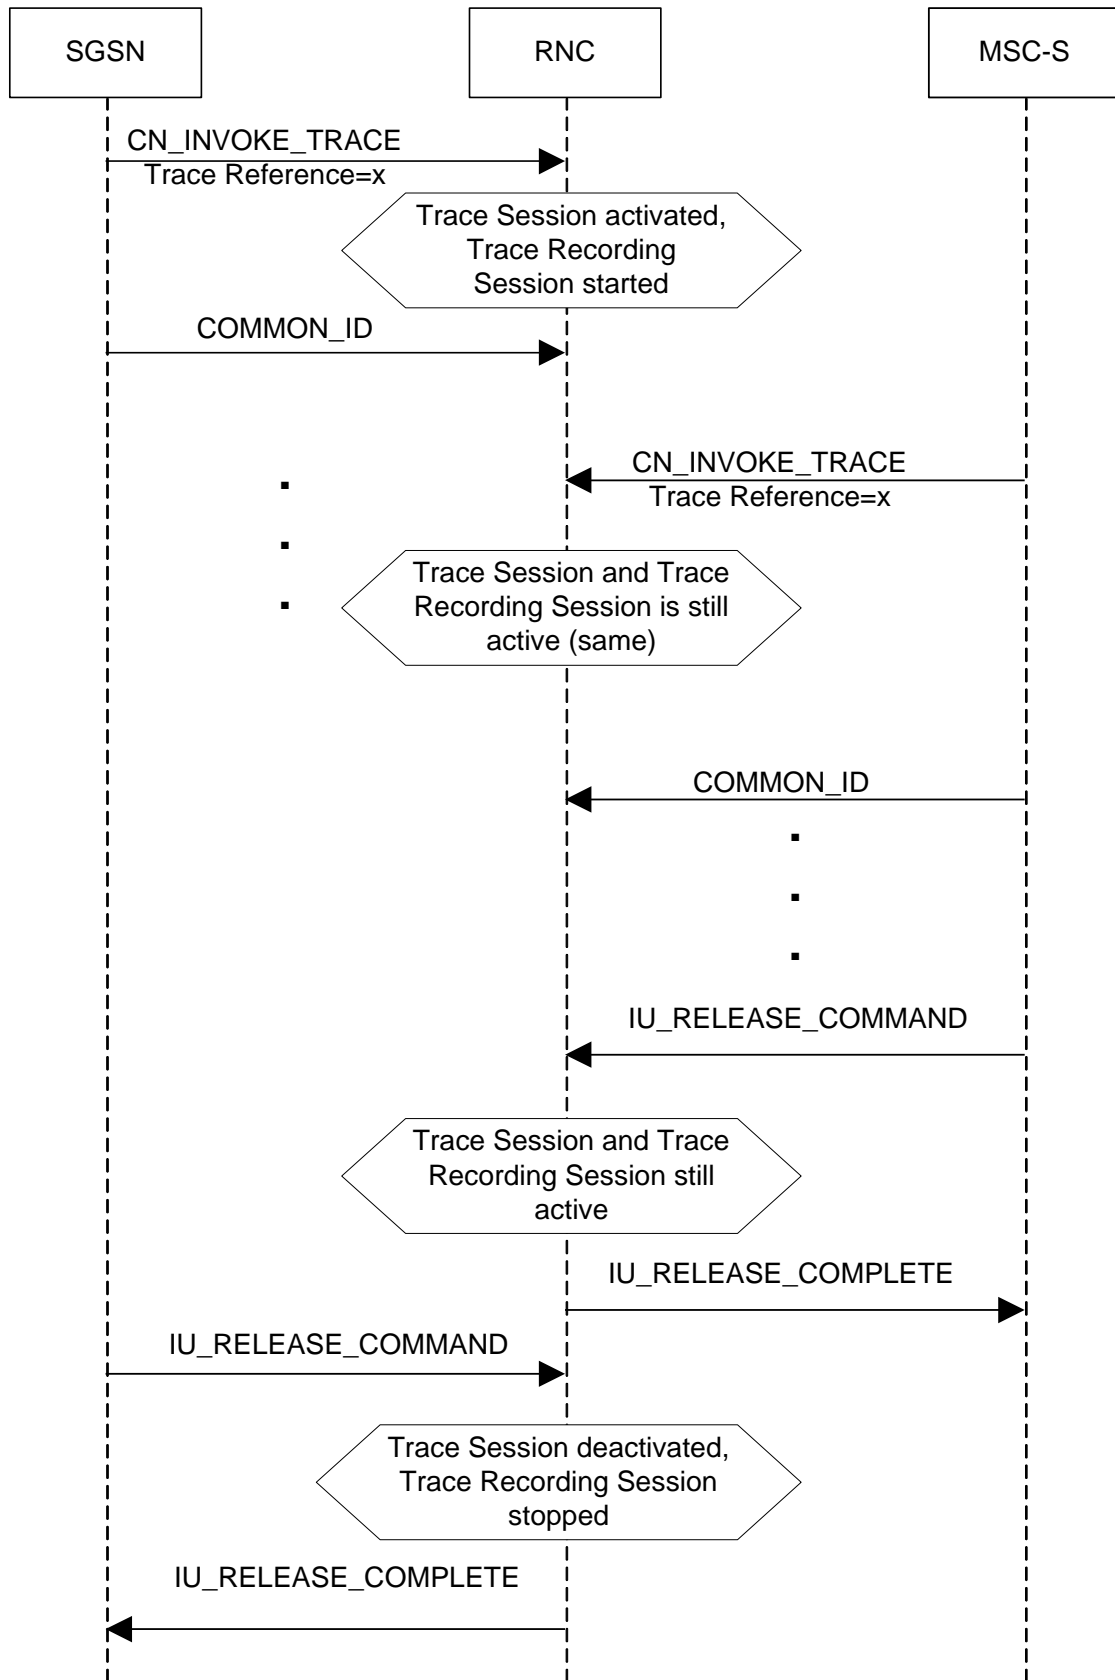 SGSN
RNC
MSC-S
CN_INVOKE_TRACE
Trace Reference=x
Trace Session activated,
Trace Recording
Session started
COMMON_ID
CN_INVOKE_TRACE
Trace Reference=x
Trace Session and Trace
Recording Session is still
active (same)
COMMON_ID
IU_RELEASE_COMMAND
Trace Session and Trace
Recording Session still
active
IU_RELEASE_COMPLETE
IU_RELEASE_COMMAND
Trace Session deactivated,
Trace Recording Session
stopped
IU_RELEASE_COMPLETE